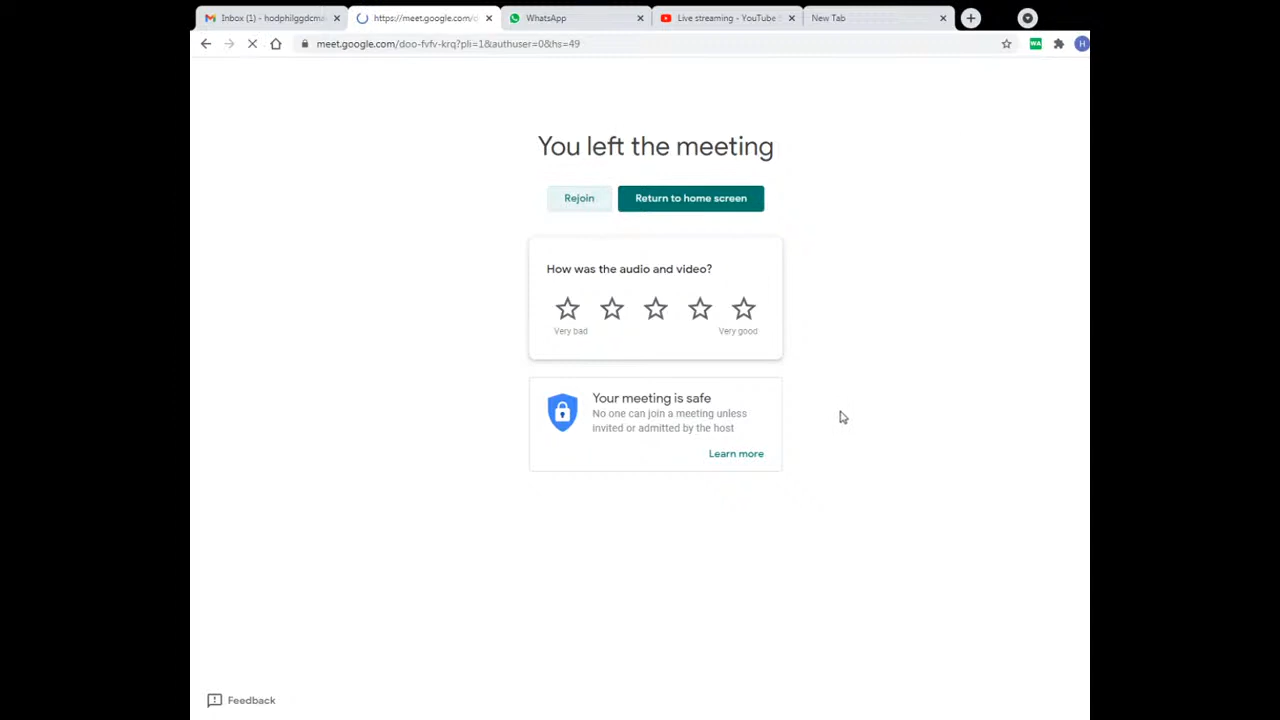 Inbox (1) - hodphilggdcm
https://meet.google.com/d
WhatsApp
Live streaming - YouTube
New Tab
meet.google.com/doo-fvfv-krq?pli=1&authuser=0&hs=49
WA
H
You left the meeting
Rejoin
Return to home screen
How was the audio and video?
Very bad
Very good
Your meeting is safe
No one can join a meeting unless
invited or admitted by the host
Learn more
Feedback